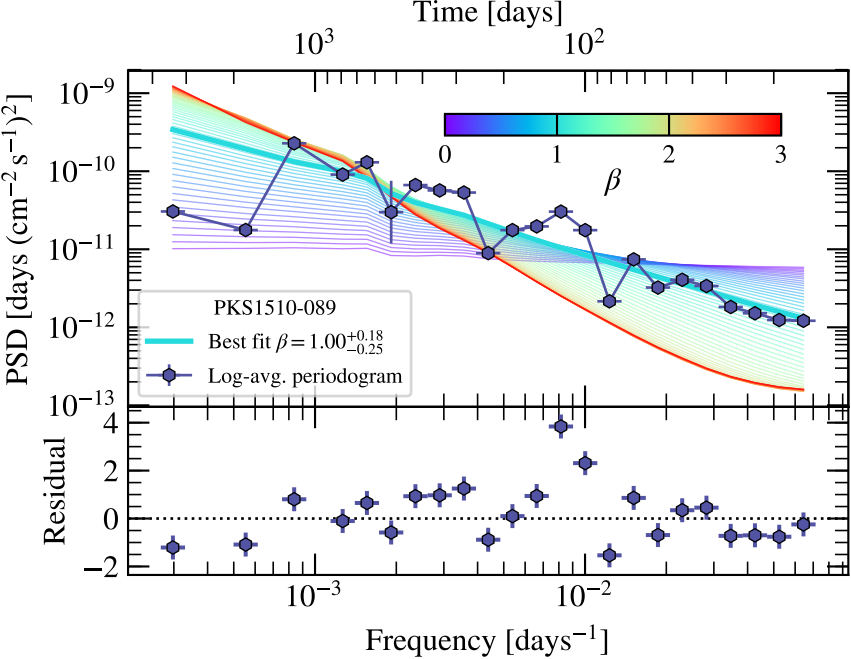 Time [days]
10³ 10²
10⁻⁹
10⁻¹⁰
10⁻¹¹
10⁻¹²
10⁻¹³
PSD [days (cm⁻² s⁻¹)²]
0 1 2 3
β
PKS1510-089
Best fit β = 1.00 +0.18 −0.25
Log-avg. periodogram
4
2
0
−2
Residual
10⁻³ 10⁻²
Frequency [days⁻¹]